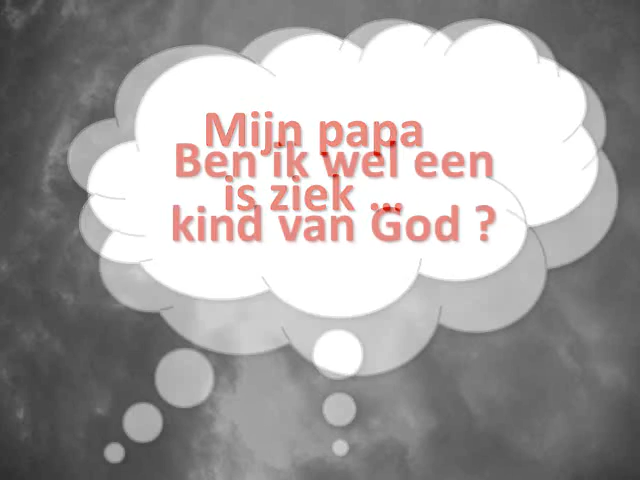 Mijn papa
Ben ik wel een
is ziek ...
kind van God ?